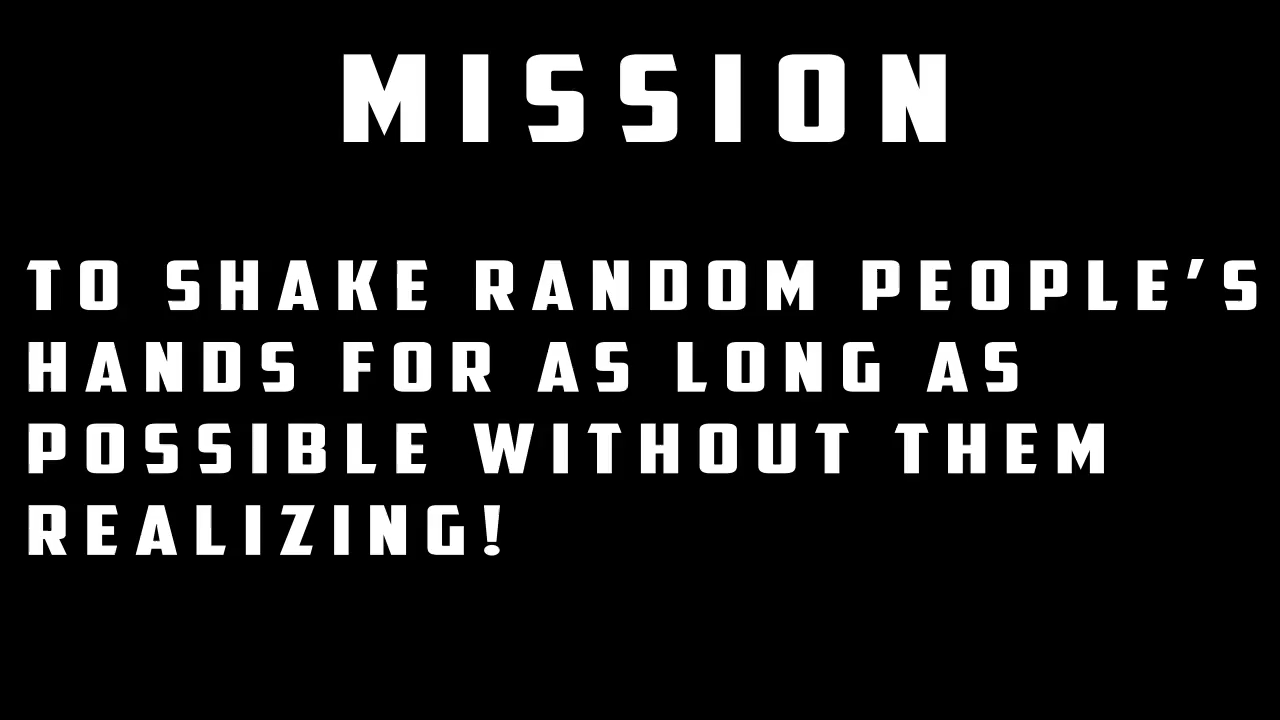 MISSION
TO SHAKE RANDOM PEOPLE'S
HANDS FOR AS LONG AS
POSSIBLE WITHOUT THEM
REALIZING!